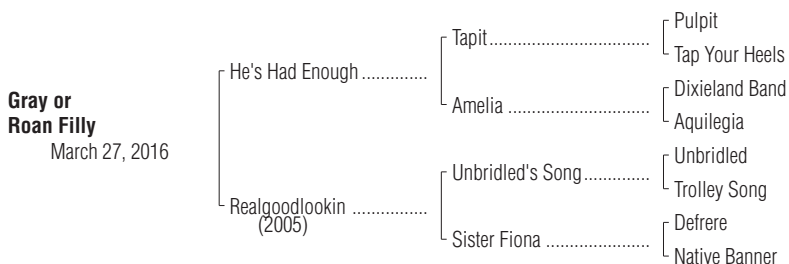 Gray or
Roan Filly
March 27, 2016
He's Had Enough ..............
Realgoodlookin ................
(2005)
Tapit.................................
Amelia .............................
Unbridled's Song..............
Sister Fiona .....................
Pulpit
Tap Your Heels
Dixieland Band
Aquilegia
Unbridled
Trolley Song
Defrere
Native Banner